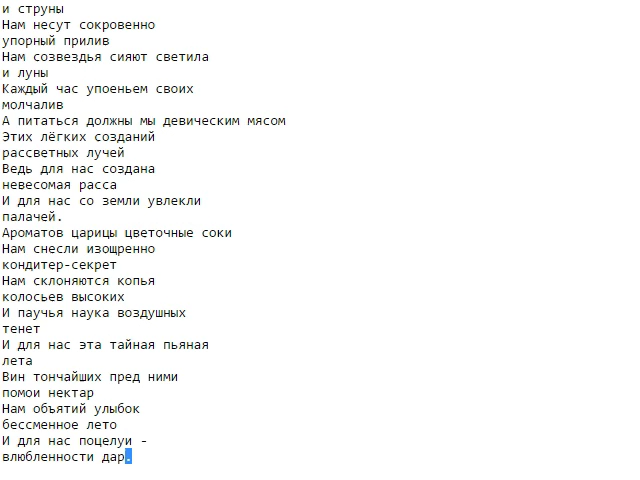 и струны
Нам несут сокровенно
упорный прилив
Нам созвездья сияют светила
и луны
Каждый час упоеньем своих
молчалив
А питаться должны мы девическим мясом
Этих лёгких созданий
рассветных лучей
Ведь для нас создана
невесомая расса
И для нас со земли увлекли
палачей.
Ароматов царицы цветочные соки
Нам снесли изощренно
кондитер-секрет
Нам склоняются копья
колосьев высоких
И паучья наука воздушных
тенет
И для нас эта тайная пьяная
лета
Вин тончайших пред ними
помои нектар
Нам объятий улыбок
бессменное лето
И для нас поцелуи -
влюбленности дар.